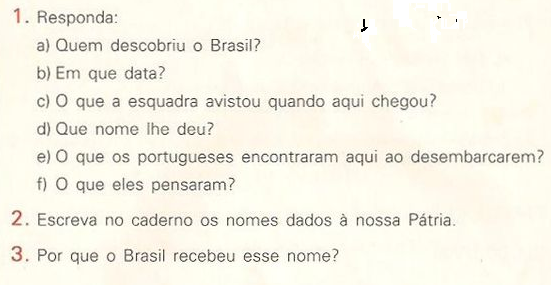 1. Responda:
a) Quem descobriu o Brasil?
b) Em que data?
c) O que a esquadra avistou quando aqui chegou?
d) Que nome lhe deu?
e) O que os portugueses encontraram aqui ao desembarcarem?
f) O que eles pensaram?
2. Escreva no caderno os nomes dados à nossa Pátria.
3. Por que o Brasil recebeu esse nome?